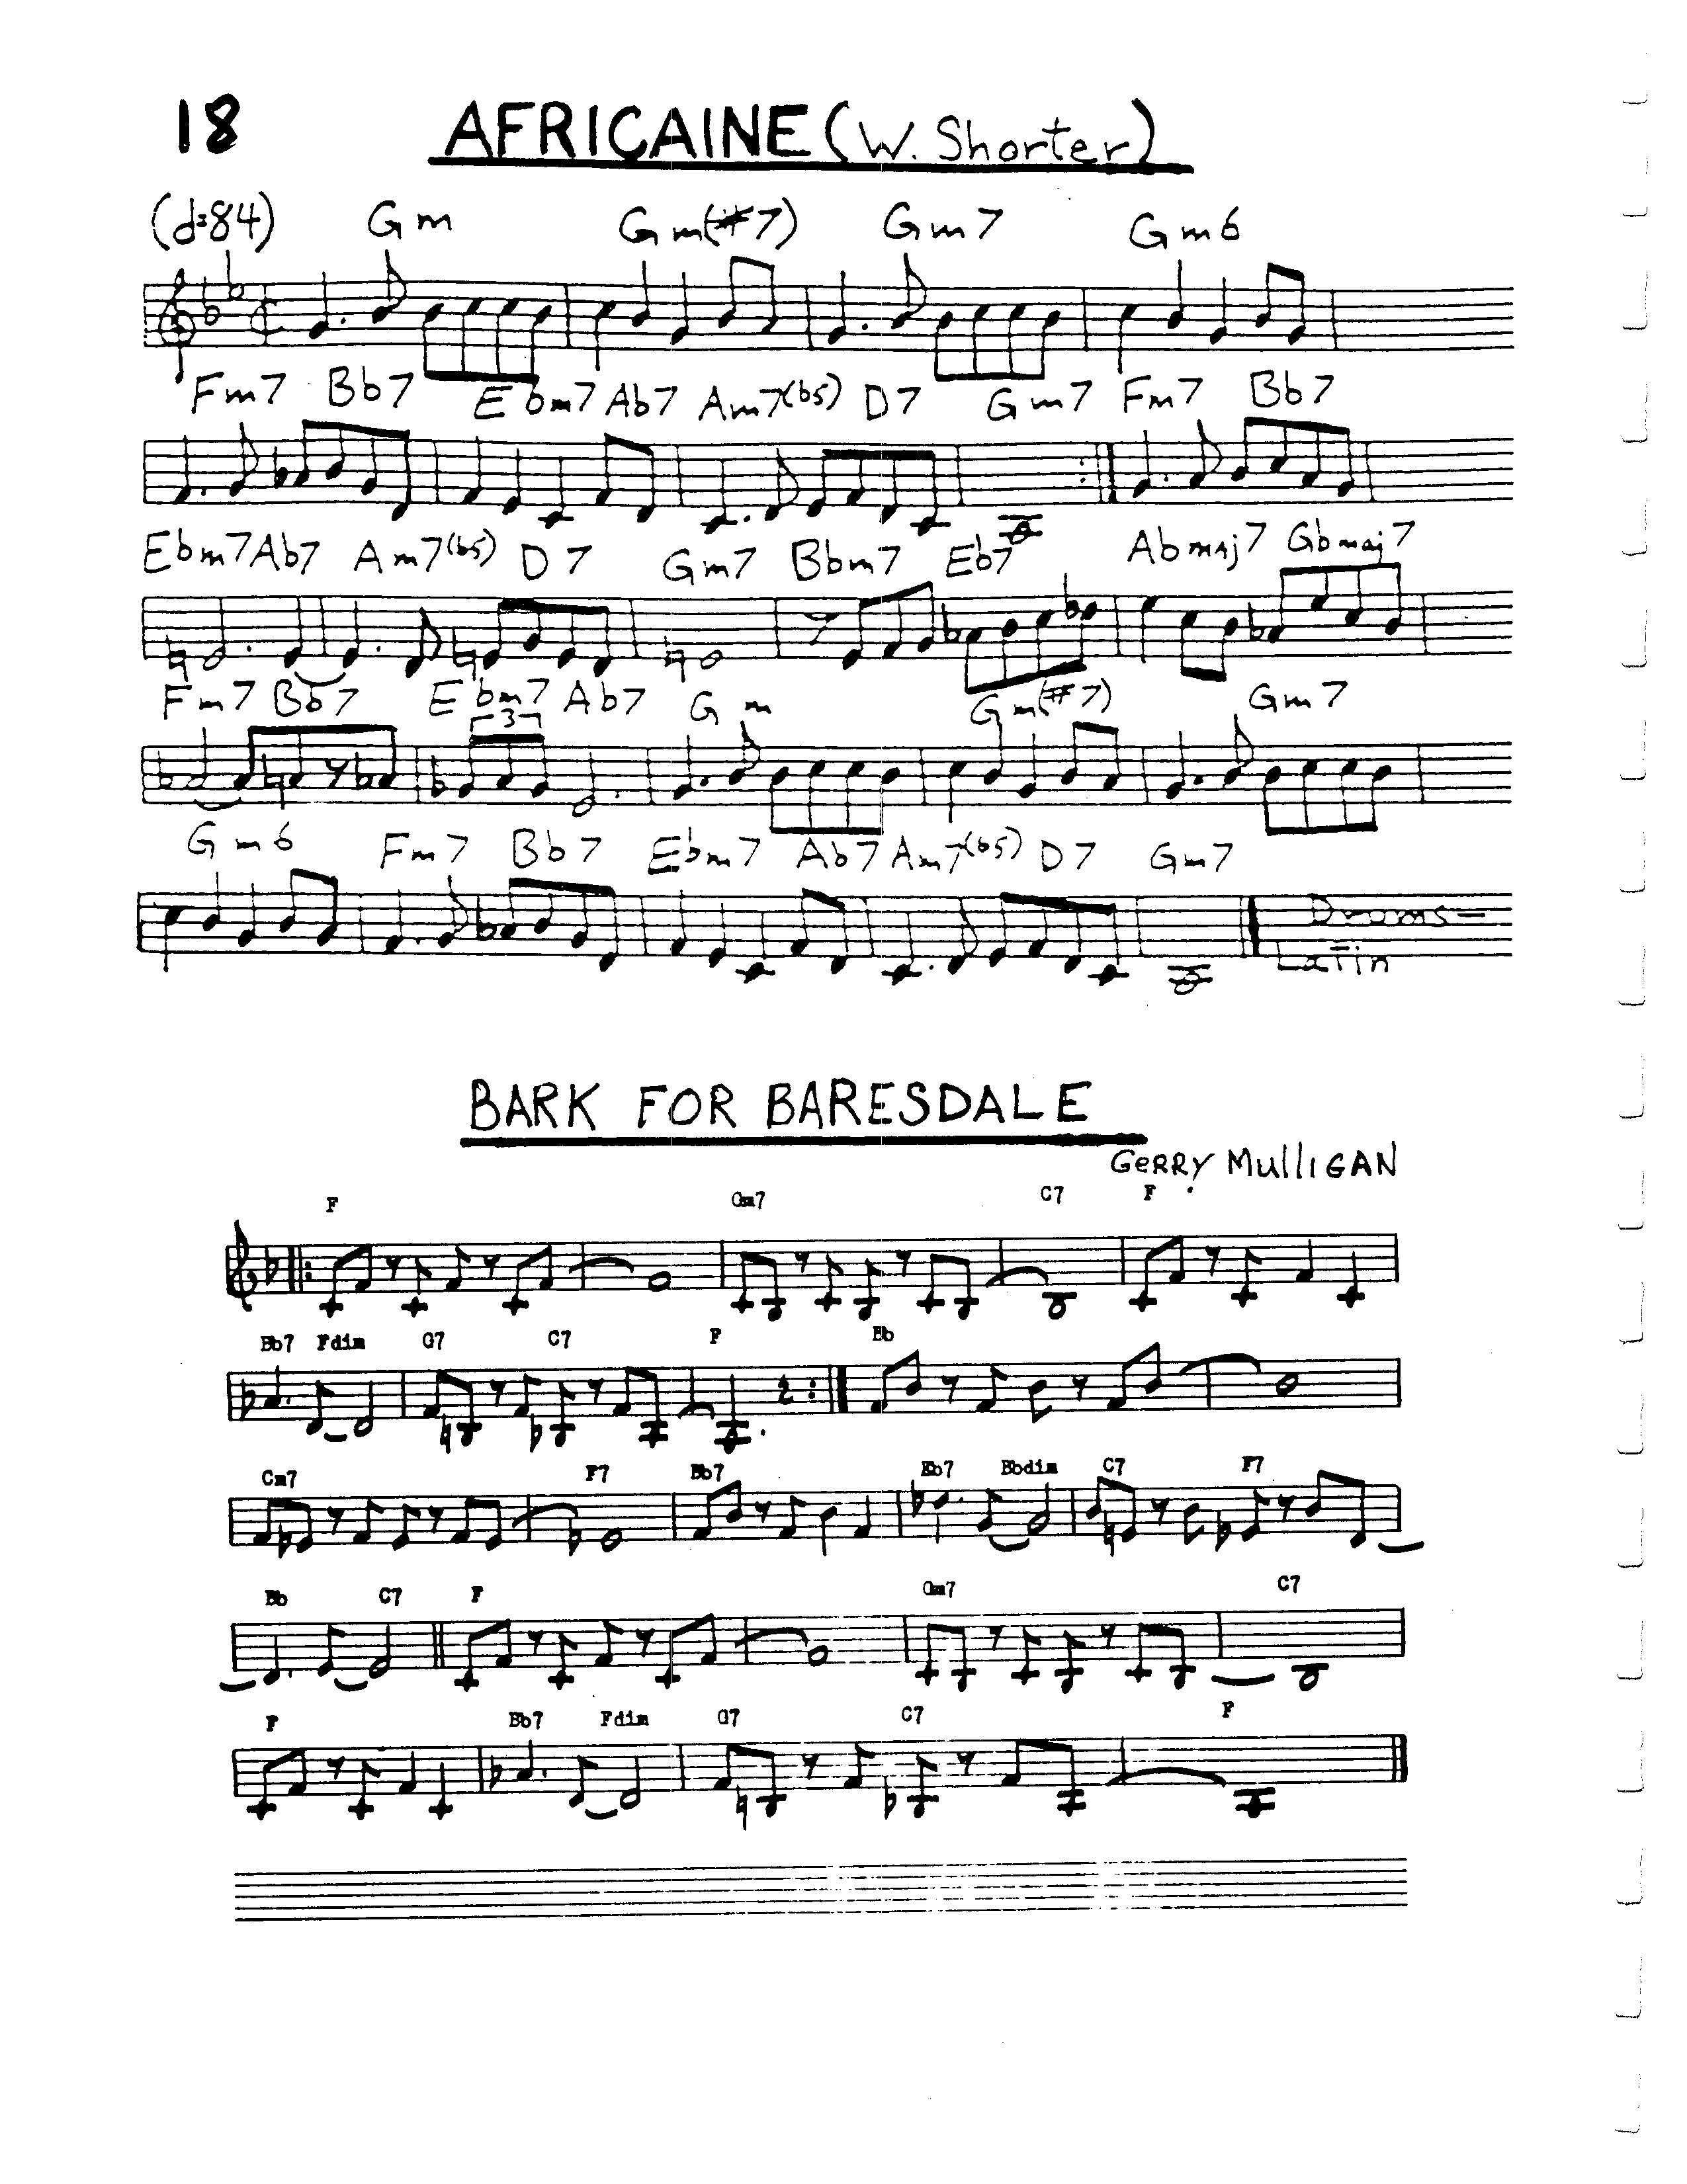 18 AFRICAINE (W. Shorter)
(d=84) Gm Gm(#7) Gm7 Gm6
Fm7 Bb7 Ebm7 Ab7 Am7(b5) D7 Gm7 Fm7 Bb7
Ebm7 Ab7 Am7(b5) D7 Gm7 Bbm7 Eb7 Abmaj7 Gbmaj7
Fm7 Bb7 Ebm7 Ab7 Gm Gm(#7) Gm7
3
Gm6 Fm7 Bb7 Ebm7 Ab7 Am7(b5) D7 Gm7
Drums-
Latin
BARK FOR BARESDALE
GERRY MULLIGAN
F Gm7 C7 F
Bb7 Fdim G7 C7 F Bb
Cm7 F7 Bb7 Eb7 Bbdim C7 F7
Bb C7 F Gm7 C7
F Bb7 Fdim G7 C7 F